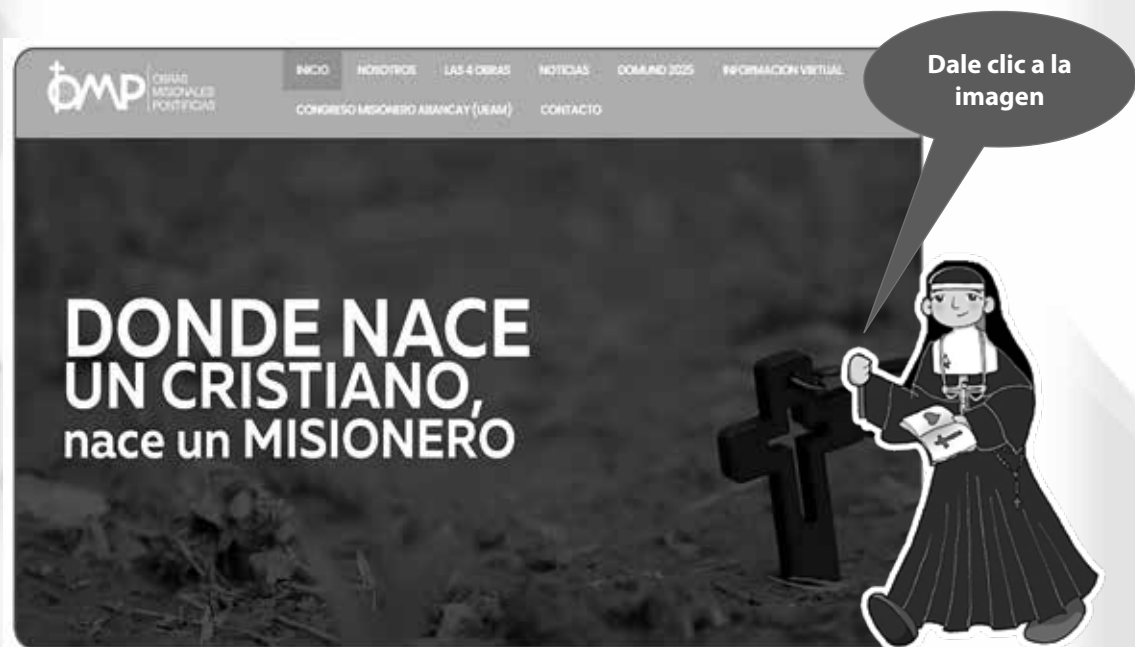 OMP
OBRAS
MISIONALES
PONTIFICIAS
INICIO NOSOTROS LAS 4 OBRAS NOTICIAS DOMUND 2025 INFORMACION VIRTUAL
CONGRESO MISIONERO ABANCAY (UEAM) CONTACTO
Dale clic a la
imagen
DONDE NACE
UN CRISTIANO,
nace un MISIONERO